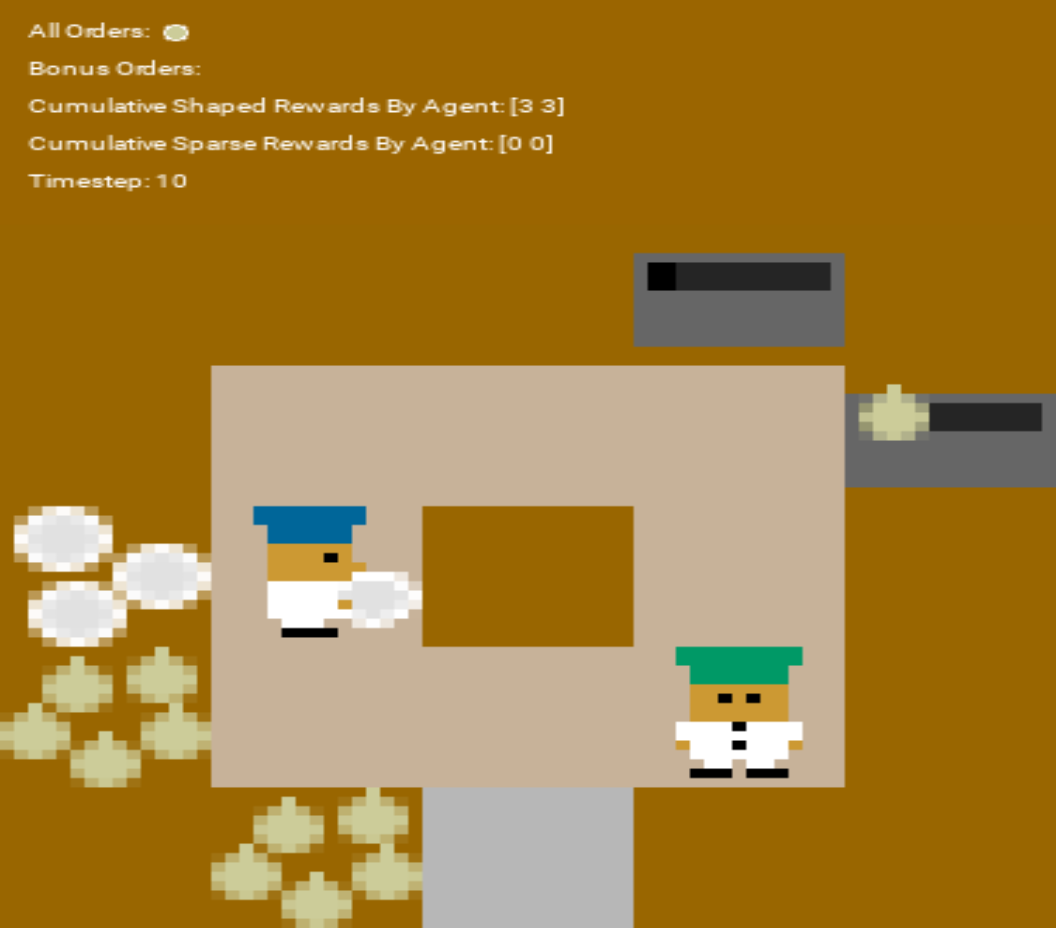 All Orders:
Bonus Orders:
Cumulative Shaped Rewards By Agent: [3 3]
Cumulative Sparse Rewards By Agent: [0 0]
Timestep: 10